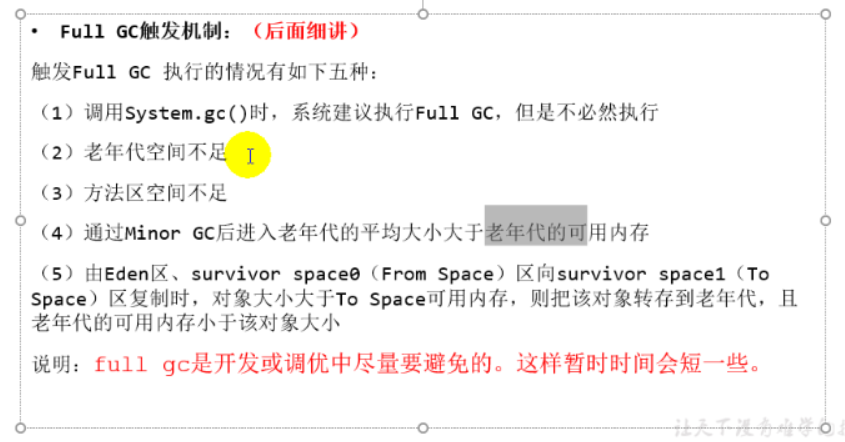 • Full GC触发机制：（后面细讲）
触发Full GC 执行的情况有如下五种：
（1）调用System.gc()时，系统建议执行Full GC，但是不必然执行
（2）老年代空间不足
（3）方法区空间不足
（4）通过Minor GC后进入老年代的平均大小大于老年代的可用内存
（5）由Eden区、survivor space0（From Space）区向survivor space1（To
Space）区复制时，对象大小大于To Space可用内存，则把该对象转存到老年代，且
老年代的可用内存小于该对象大小
说明：full gc是开发或调优中尽量要避免的。这样暂时时间会短一些。
让天下没有难学的